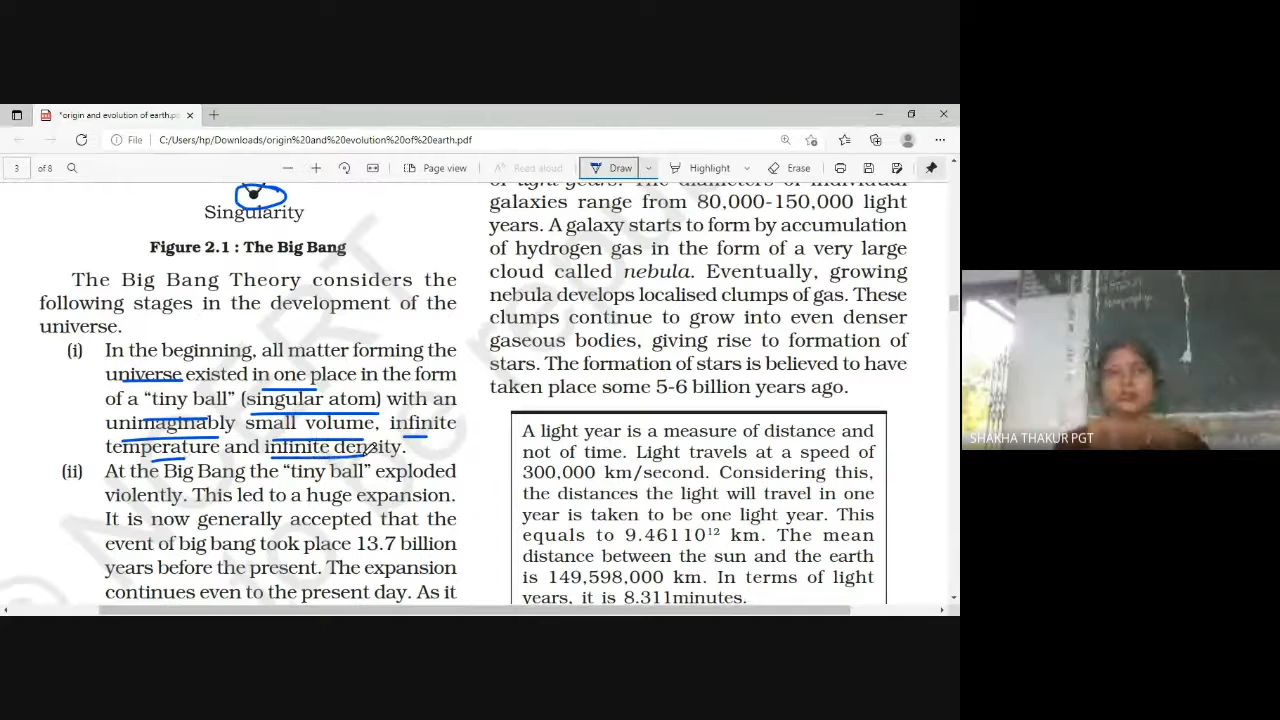 *origin and evolution of earth.p
File
C:/Users/hp/Downloads/origin%20and%20evolution%20of%20earth.pdf
3 of 8
Page view
Read aloud
Draw
Highlight
Erase
Singularity
Figure 2.1 : The Big Bang
The Big Bang Theory considers the
following stages in the development of the
universe.
(i) In the beginning, all matter forming the
universe existed in one place in the form
of a “tiny ball” (singular atom) with an
unimaginably small volume, infinite
temperature and infinite density.
(ii) At the Big Bang the “tiny ball” exploded
violently. This led to a huge expansion.
It is now generally accepted that the
event of big bang took place 13.7 billion
years before the present. The expansion
continues even to the present day. As it
of light years. The diameters of individual
galaxies range from 80,000-150,000 light
years. A galaxy starts to form by accumulation
of hydrogen gas in the form of a very large
cloud called nebula. Eventually, growing
nebula develops localised clumps of gas. These
clumps continue to grow into even denser
gaseous bodies, giving rise to formation of
stars. The formation of stars is believed to have
taken place some 5-6 billion years ago.
A light year is a measure of distance and
not of time. Light travels at a speed of
300,000 km/second. Considering this,
the distances the light will travel in one
year is taken to be one light year. This
equals to 9.461 10¹² km. The mean
distance between the sun and the earth
is 149,598,000 km. In terms of light
years, it is 8.311minutes.
© NCERT
SHAKHA THAKUR PGT